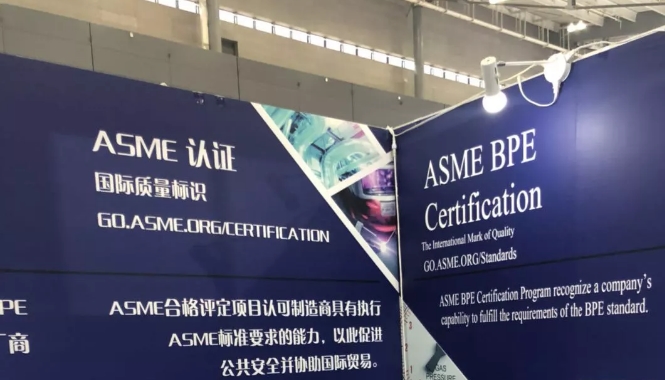 ASME 认证
国际质量标识
GO.ASME.ORG/CERTIFICATION
PE
ASME合格评定项目认可制造商具有执行
厂商
ASME标准要求的能力，以此促进
公共安全并协助国际贸易。
ASME BPE
Certification
The International Mark of Quality
GO.ASME.ORG/Standards
ASME BPE Certification Program recognize a company's
capability to fulfill the requirements of the BPE standard.
GAS
PRESSURE